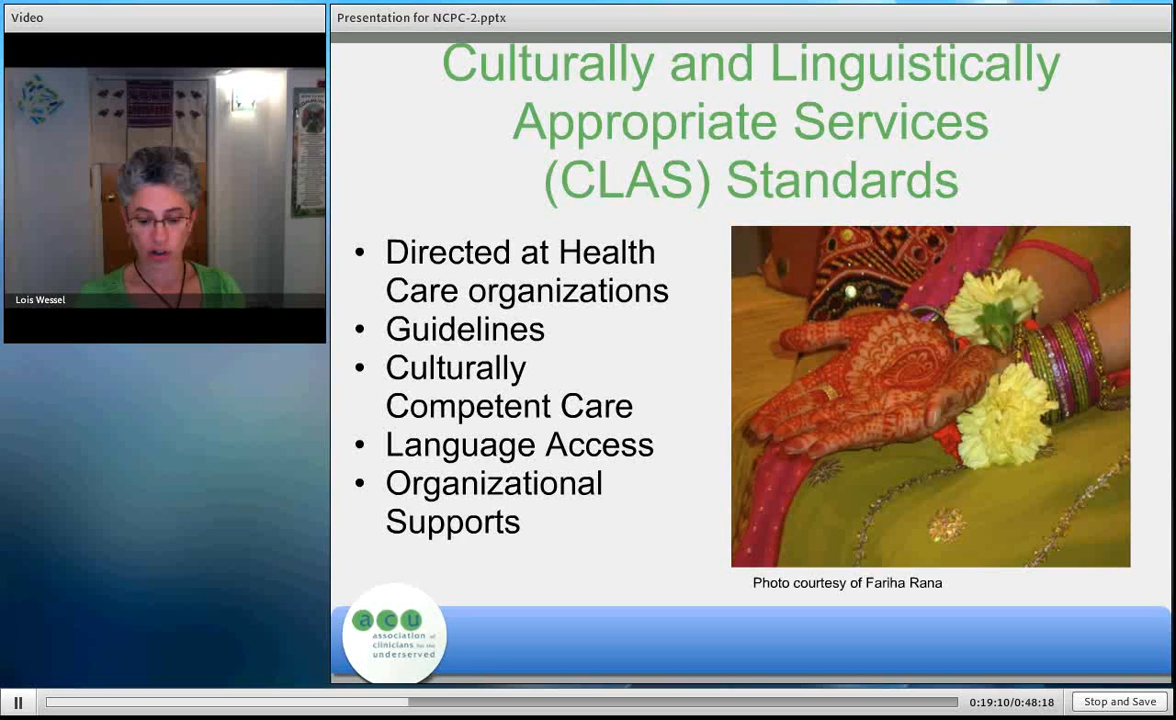 Video
Presentation for NCPC-2.pptx
Lois Wessel
Culturally and Linguistically
Appropriate Services
(CLAS) Standards
• Directed at Health
Care organizations
• Guidelines
• Culturally
Competent Care
• Language Access
• Organizational
Supports
Photo courtesy of Fariha Rana
acu
association of
clinicians for the
underserved
0:19:10/0:48:18
Stop and Save